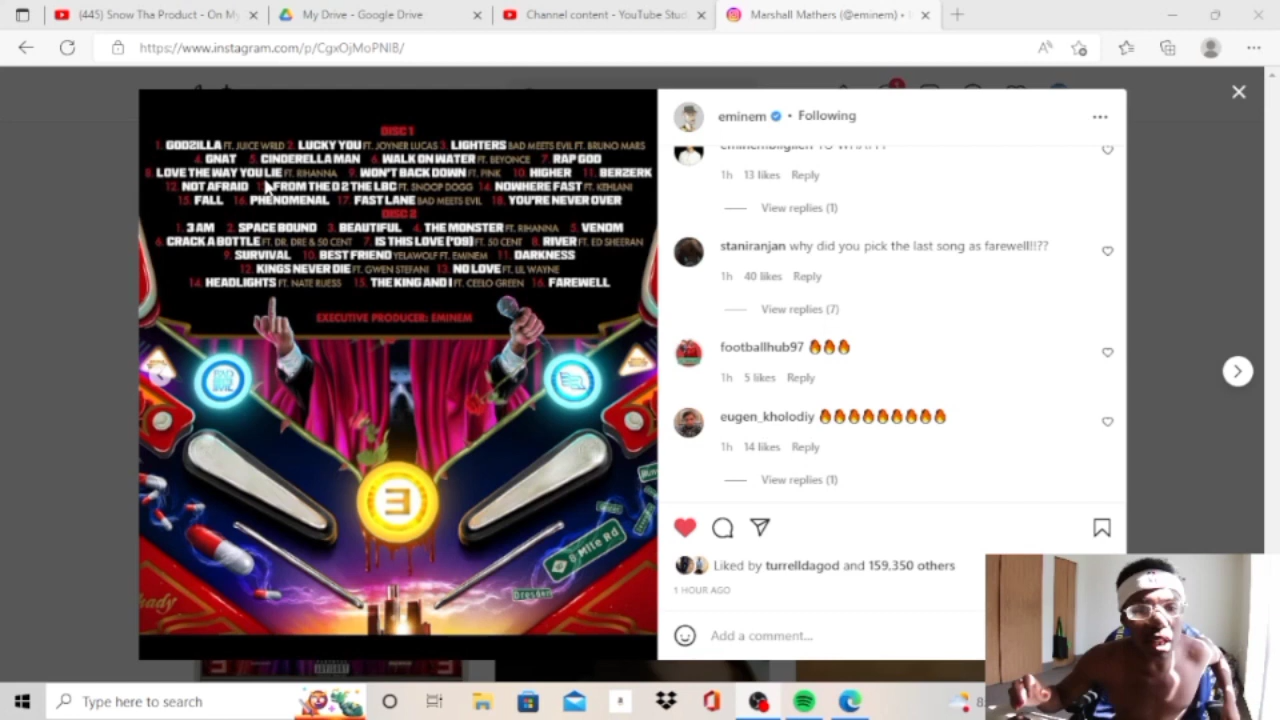 (445) Snow Tha Product - On My
My Drive - Google Drive
Channel content - YouTube Stud
Marshall Mathers (@eminem) •
https://www.instagram.com/p/CgxOjMoPNlB/
DISC 1
1. GODZILLA FT. JUICE WRLD 2. LUCKY YOU FT. JOYNER LUCAS 3. LIGHTERS BAD MEETS EVIL FT. BRUNO MARS
4. GNAT 5. CINDERELLA MAN 6. WALK ON WATER FT. BEYONCE 7. RAP GOD
8. LOVE THE WAY YOU LIE FT. RIHANNA 9. WON'T BACK DOWN FT. P!NK 10. HIGHER 11. BERZERK
12. NOT AFRAID 13. FROM THE D 2 THE LBC FT. SNOOP DOGG 14. NOWHERE FAST FT. KEHLANI
15. FALL 16. PHENOMENAL 17. FAST LANE BAD MEETS EVIL 18. YOU'RE NEVER OVER
DISC 2
1. 3 AM 2. SPACE BOUND 3. BEAUTIFUL 4. THE MONSTER FT. RIHANNA 5. VENOM
6. CRACK A BOTTLE FT. DR. DRE & 50 CENT 7. IS THIS LOVE ('09) FT. 50 CENT 8. RIVER FT. ED SHEERAN
9. SURVIVAL 10. BEST FRIEND YELAWOLF FT. EMINEM 11. DARKNESS
12. KINGS NEVER DIE FT. GWEN STEFANI 13. NO LOVE FT. LIL WAYNE
14. HEADLIGHTS FT. NATE RUESS 15. THE KING AND I FT. CEELO GREEN 16. FAREWELL
EXECUTIVE PRODUCER: EMINEM
8 Mile Rd
Dresden
hady
eminem • Following
1h 13 likes Reply
View replies (1)
staniranjan why did you pick the last song as farewell!!??
1h 40 likes Reply
View replies (7)
footballhub97 🔥🔥🔥
1h 5 likes Reply
eugen_kholodiy 🔥🔥🔥🔥🔥🔥🔥🔥🔥
1h 14 likes Reply
View replies (1)
Liked by turrelldagod and 159,350 others
1 HOUR AGO
Add a comment...
Type here to search